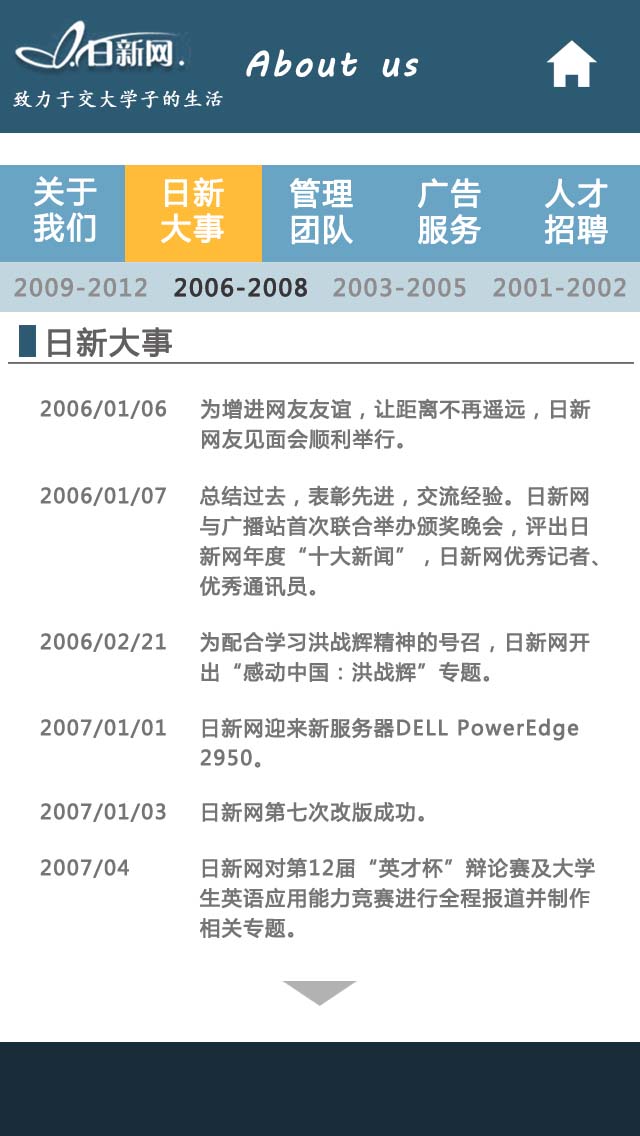 日新网.
About us
致力于交大学子的生活
关于 日新 管理 广告 人才
我们 大事 团队 服务 招聘
2009-2012 2006-2008 2003-2005 2001-2002
日新大事
2006/01/06 为增进网友友谊，让距离不再遥远，日新
网友见面会顺利举行。
2006/01/07 总结过去，表彰先进，交流经验。日新网
与广播站首次联合举办颁奖晚会，评出日
新网年度“十大新闻”，日新网优秀记者、
优秀通讯员。
2006/02/21 为配合学习洪战辉精神的号召，日新网开
出“感动中国：洪战辉”专题。
2007/01/01 日新网迎来新服务器DELL PowerEdge
2950。
2007/01/03 日新网第七次改版成功。
2007/04 日新网对第12届“英才杯”辩论赛及大学
生英语应用能力竞赛进行全程报道并制作
相关专题。